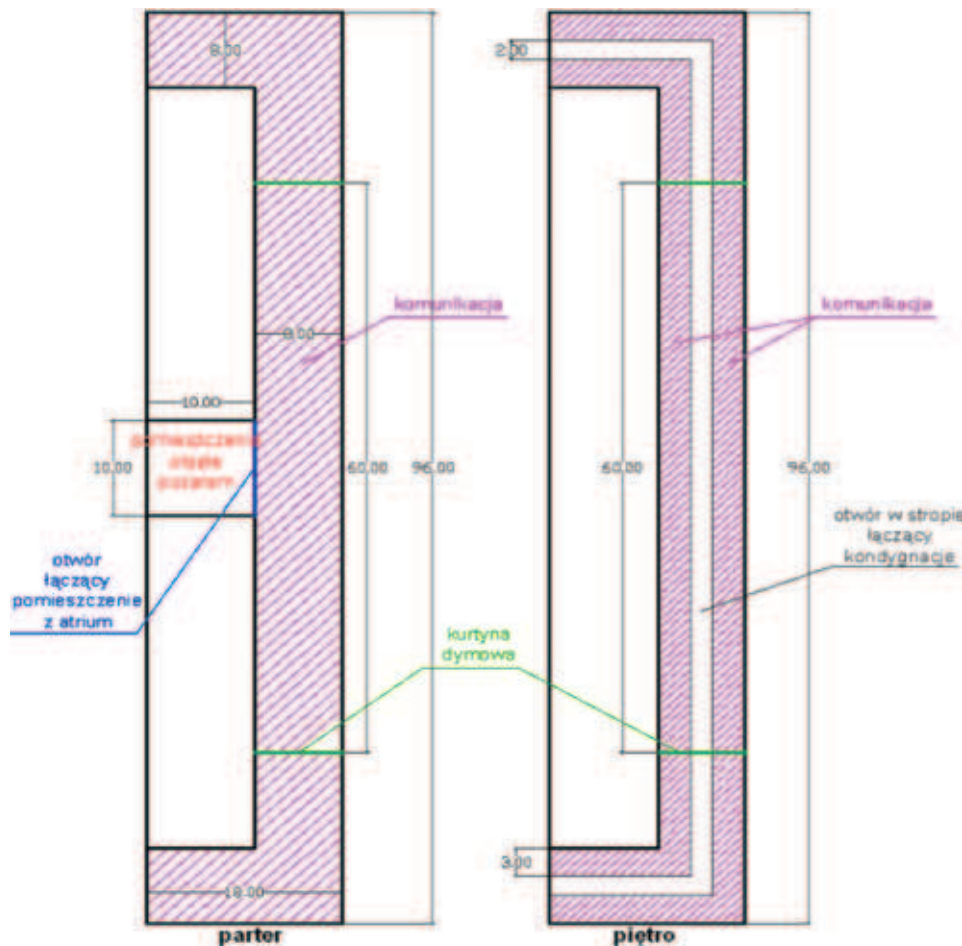 8.00
2.00
komunikacja
komunikacja
8.00
10.00
pomieszczenie
objęte
pożarem
10.00
60.00
96.00
60.00
96.00
otwór w stropie
łączący
kondygnacje
otwór
łączący
pomieszczenie
z atrium
kurtyna
dymowa
3.00
18.00
parter
piętro